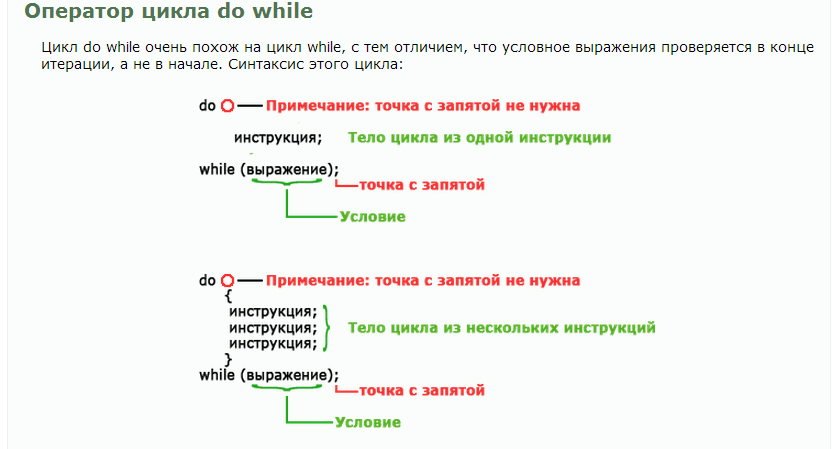 Оператор цикла do while
Цикл do while очень похож на цикл while, с тем отличием, что условное выражения проверяется в конце
итерации, а не в начале. Синтаксис этого цикла:
do Примечание: точка с запятой не нужна
инструкция; Тело цикла из одной инструкции
while (выражение);
точка с запятой
Условие
do Примечание: точка с запятой не нужна
{
инструкция;
инструкция; Тело цикла из нескольких инструкций
инструкция;
}
while (выражение);
точка с запятой
Условие